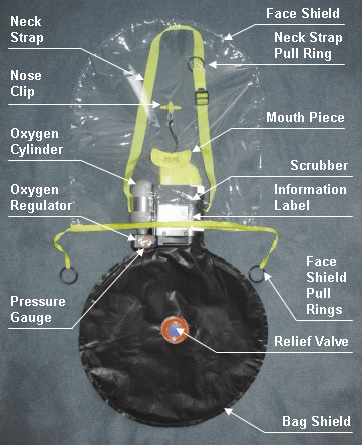 Neck
Strap
Nose
Clip
Oxygen
Cylinder
Oxygen
Regulator
Pressure
Gauge
Face Shield
Neck Strap
Pull Ring
Mouth Piece
Scrubber
Information
Label
Face
Shield
Pull
Rings
Relief Valve
Bag Shield